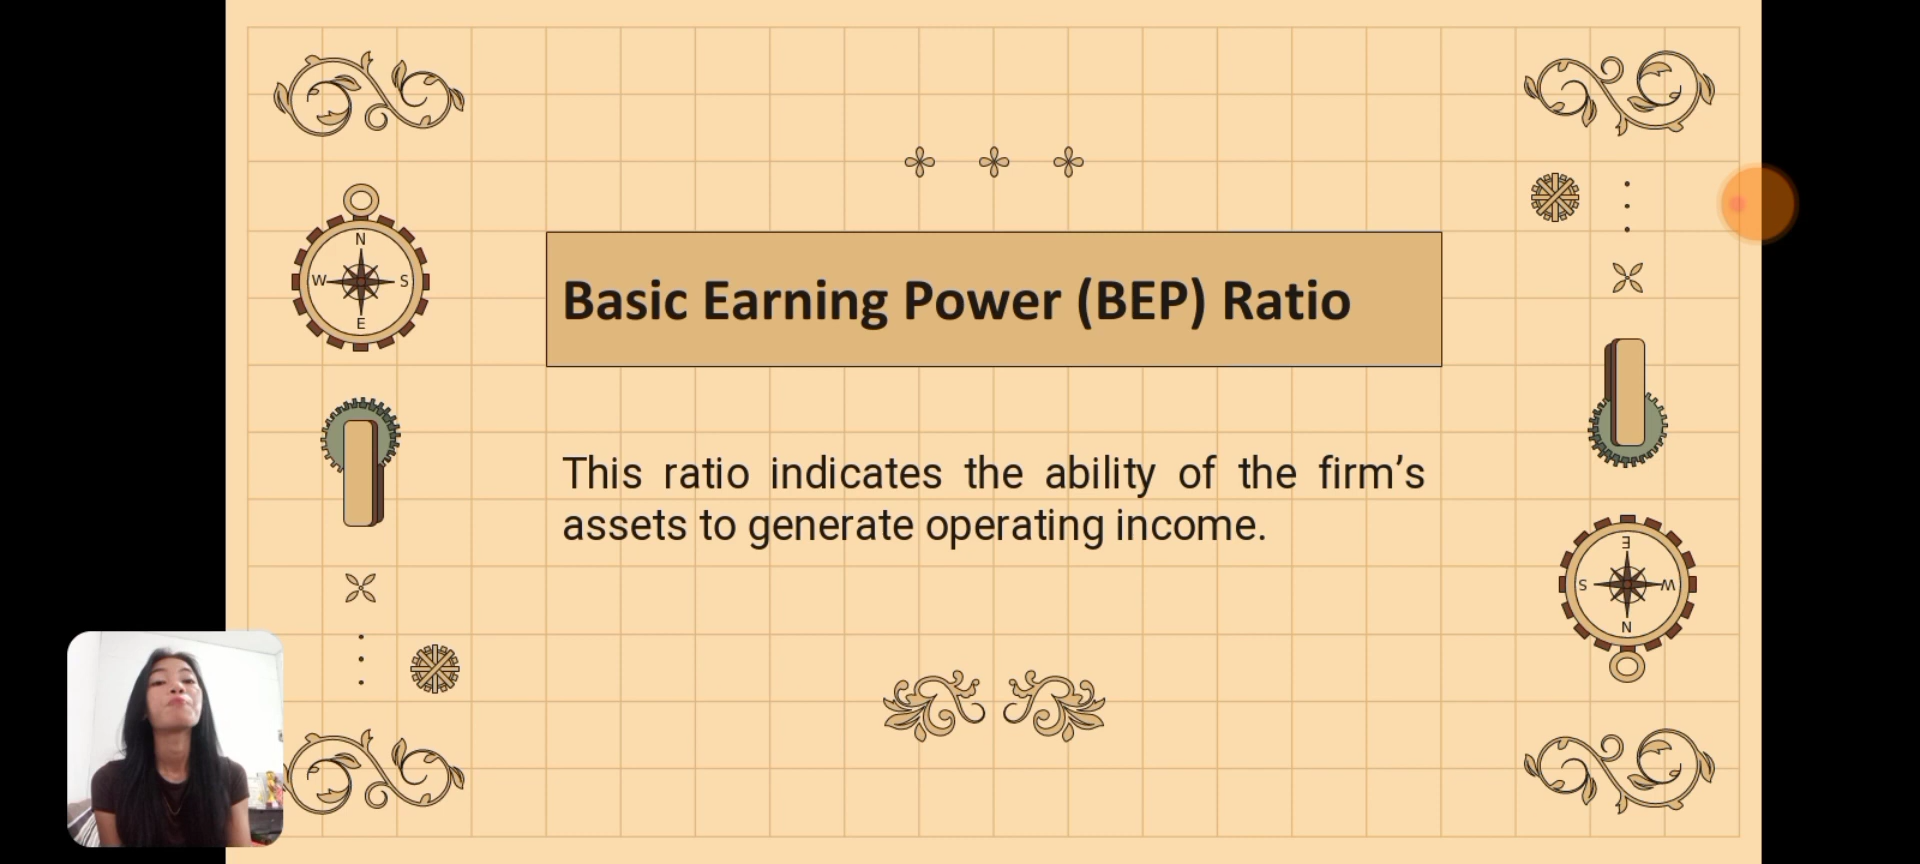 Basic Earning Power (BEP) Ratio
This ratio indicates the ability of the firm’s
assets to generate operating income.
N
W S
E
E
S W
N